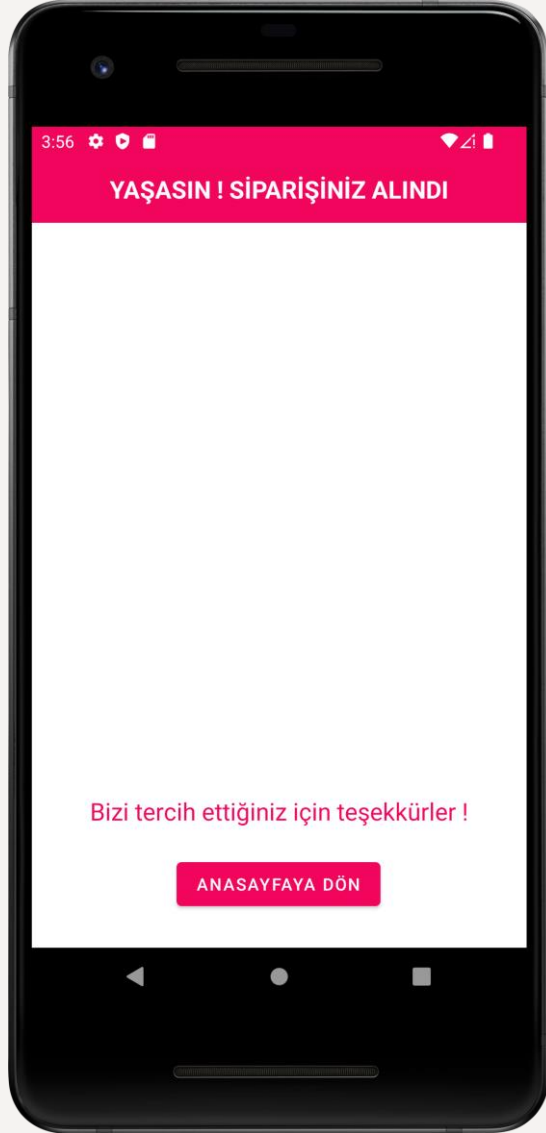 3:56
YAŞASIN ! SİPARİŞİNİZ ALINDI
Bizi tercih ettiğiniz için teşekkürler !
ANASAYFAYA DÖN